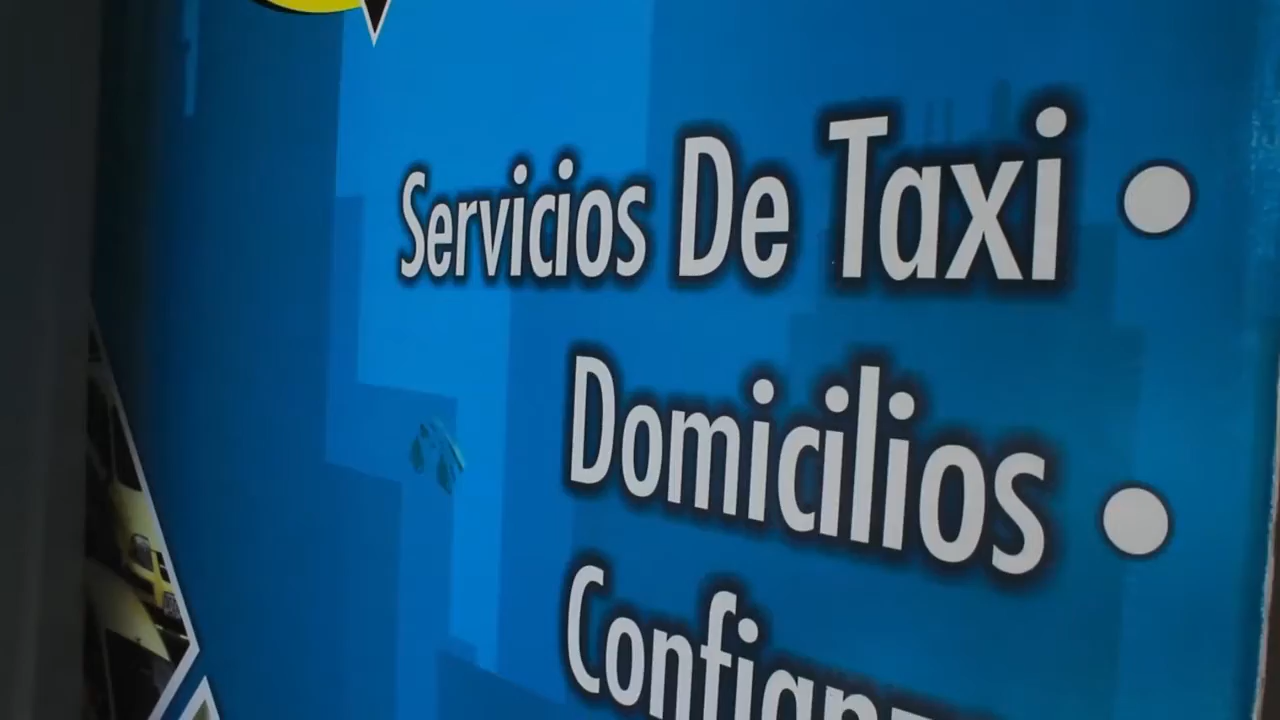 Servicios De Taxi •
Domicilios •